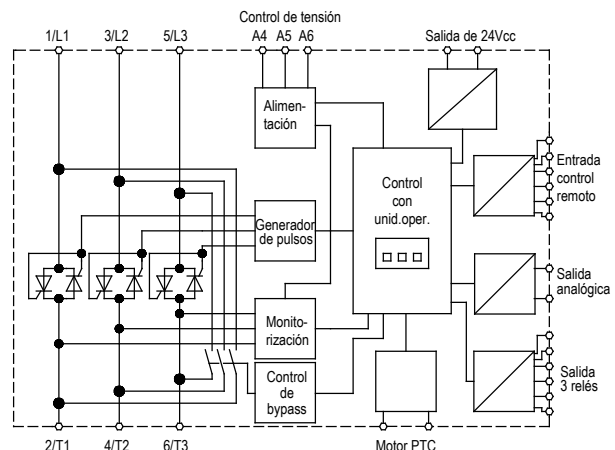 Control de tensión
1/L1
3/L2
5/L3
A4
A5
A6
Salida de 24Vcc
Alimen-
tación
Control
con
unid.oper.
Entrada
control
remoto
Generador
de pulsos
Salida
analógica
Monito-
rización
Control
de
bypass
Salida
3 relés
2/T1
4/T2
6/T3
Motor PTC